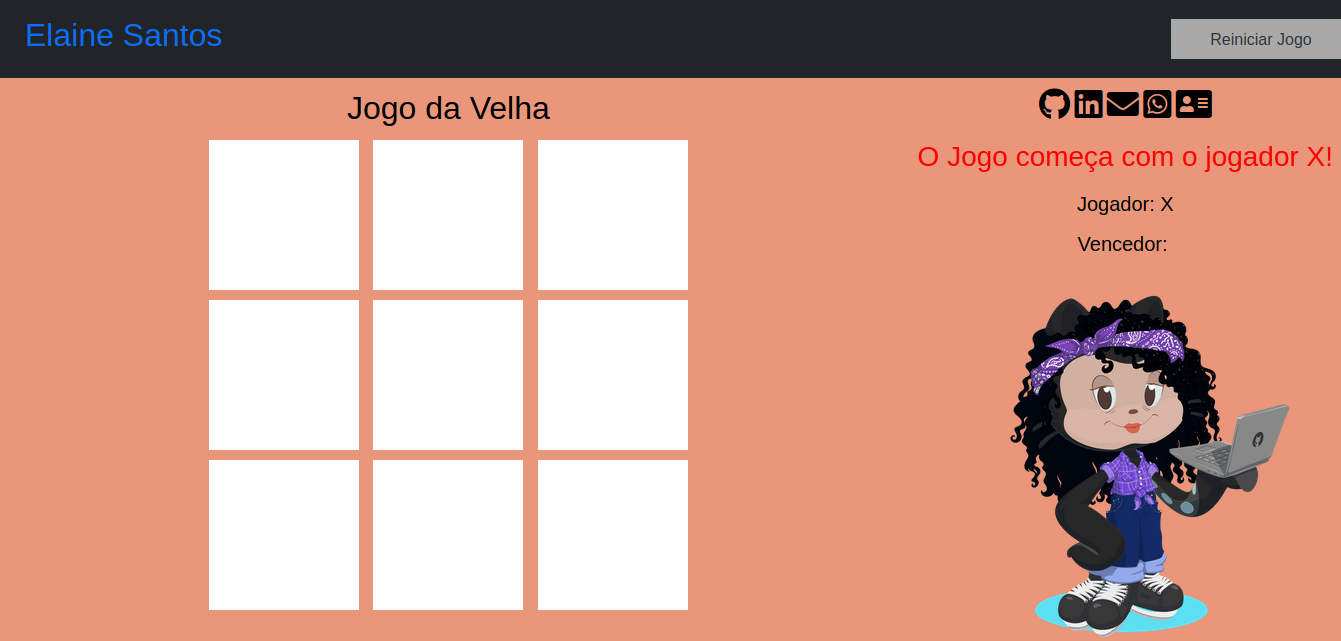 Elaine Santos
Reiniciar Jogo
Jogo da Velha
O Jogo começa com o jogador X!
Jogador: X
Vencedor: